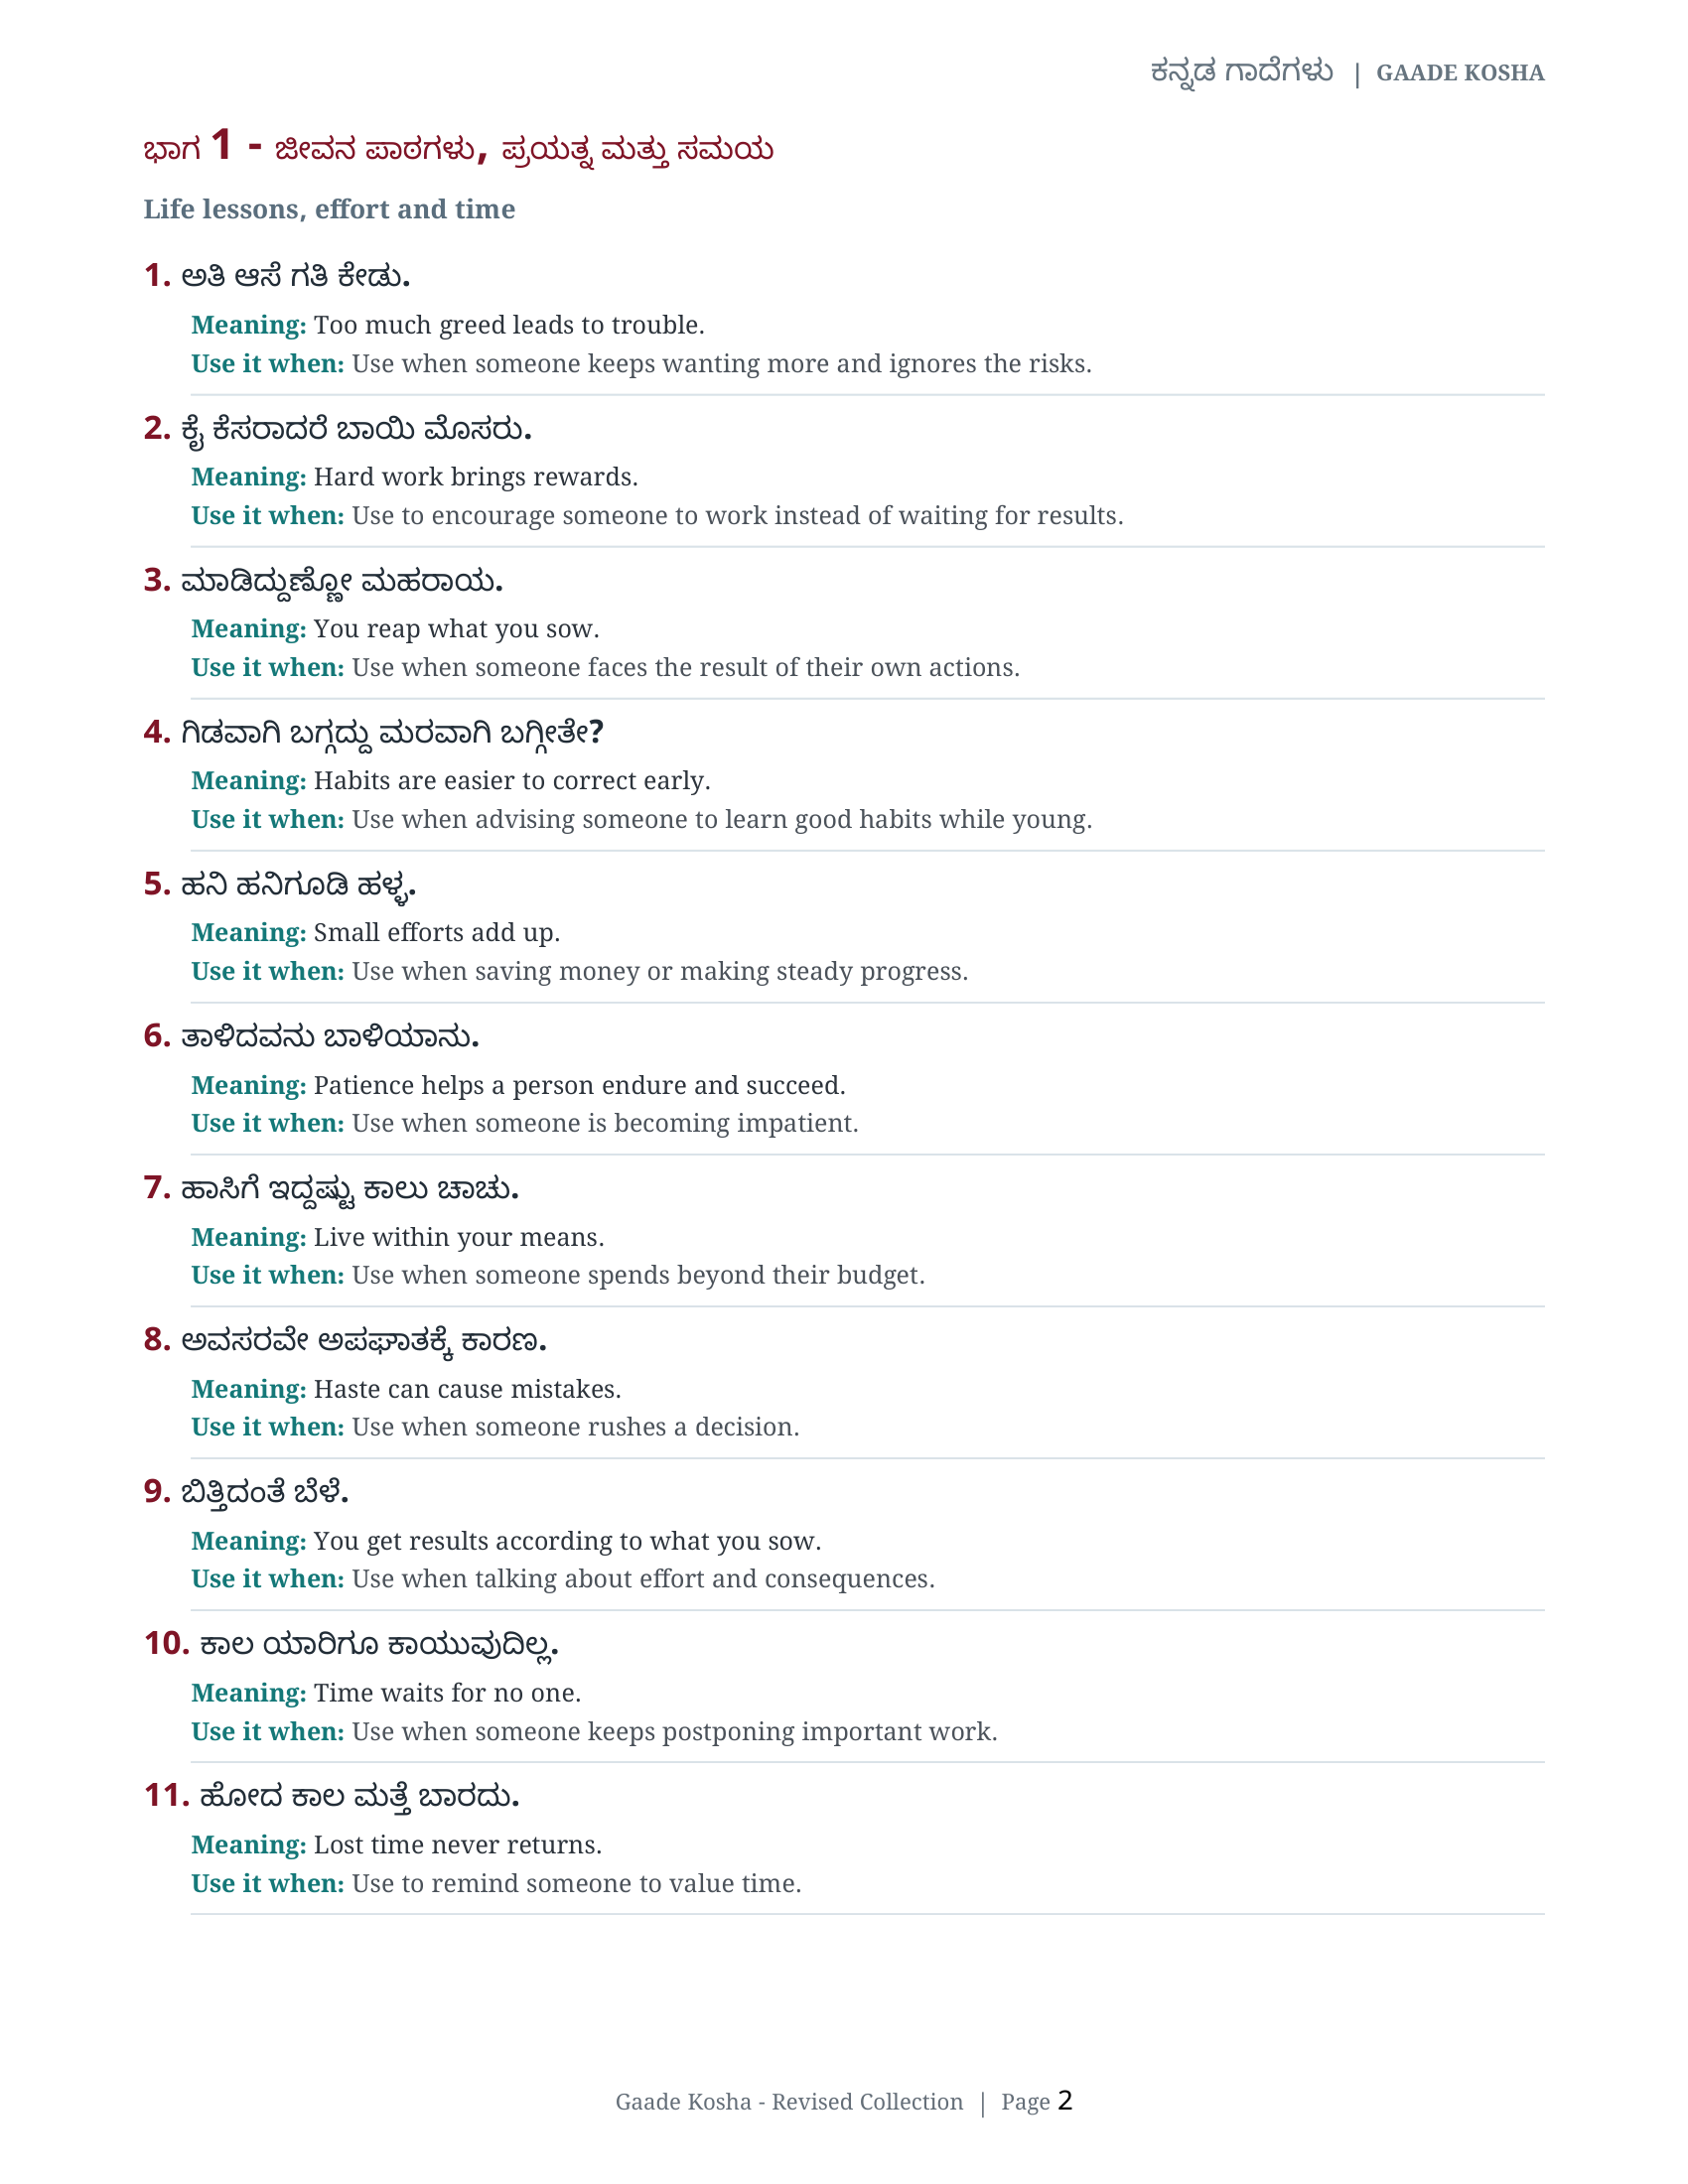 ಕನ್ನಡ ಗಾದೆಗಳು | GAADE KOSHA
ಭಾಗ 1 - ಜೀವನ ಪಾಠಗಳು, ಪ್ರಯತ್ನ ಮತ್ತು ಸಮಯ
Life lessons, effort and time
1. ಅತಿ ಆಸೆ ಗತಿ ಕೇಡು.
Meaning: Too much greed leads to trouble.
Use it when: Use when someone keeps wanting more and ignores the risks.
2. ಕೈ ಕೆಸರಾದರೆ ಬಾಯಿ ಮೊಸರು.
Meaning: Hard work brings rewards.
Use it when: Use to encourage someone to work instead of waiting for results.
3. ಮಾಡಿದ್ದುಣ್ಣೋ ಮಹರಾಯ.
Meaning: You reap what you sow.
Use it when: Use when someone faces the result of their own actions.
4. ಗಿಡವಾಗಿ ಬಗ್ಗದ್ದು ಮರವಾಗಿ ಬಗ್ಗೀತೇ?
Meaning: Habits are easier to correct early.
Use it when: Use when advising someone to learn good habits while young.
5. ಹನಿ ಹನಿಗೂಡಿ ಹಳ್ಳ.
Meaning: Small efforts add up.
Use it when: Use when saving money or making steady progress.
6. ತಾಳಿದವನು ಬಾಳಿಯಾನು.
Meaning: Patience helps a person endure and succeed.
Use it when: Use when someone is becoming impatient.
7. ಹಾಸಿಗೆ ಇದ್ದಷ್ಟು ಕಾಲು ಚಾಚು.
Meaning: Live within your means.
Use it when: Use when someone spends beyond their budget.
8. ಅವಸರವೇ ಅಪಘಾತಕ್ಕೆ ಕಾರಣ.
Meaning: Haste can cause mistakes.
Use it when: Use when someone rushes a decision.
9. ಬಿತ್ತಿದಂತೆ ಬೆಳೆ.
Meaning: You get results according to what you sow.
Use it when: Use when talking about effort and consequences.
10. ಕಾಲ ಯಾರಿಗೂ ಕಾಯುವುದಿಲ್ಲ.
Meaning: Time waits for no one.
Use it when: Use when someone keeps postponing important work.
11. ಹೋದ ಕಾಲ ಮತ್ತೆ ಬಾರದು.
Meaning: Lost time never returns.
Use it when: Use to remind someone to value time.
Gaade Kosha - Revised Collection | Page 2